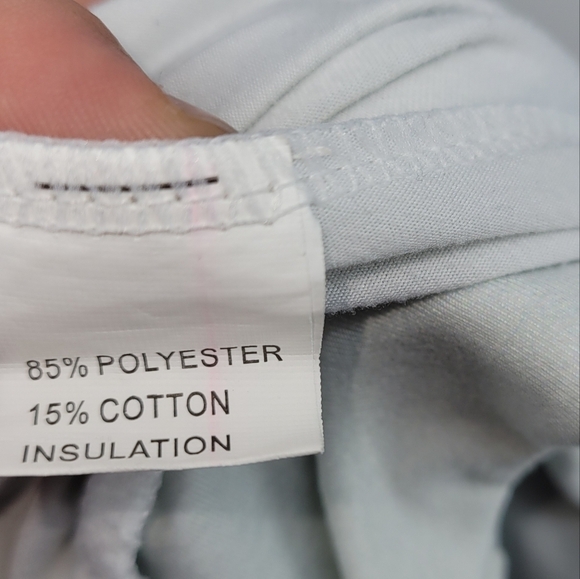 85% POLYESTER
15% COTTON
INSULATION